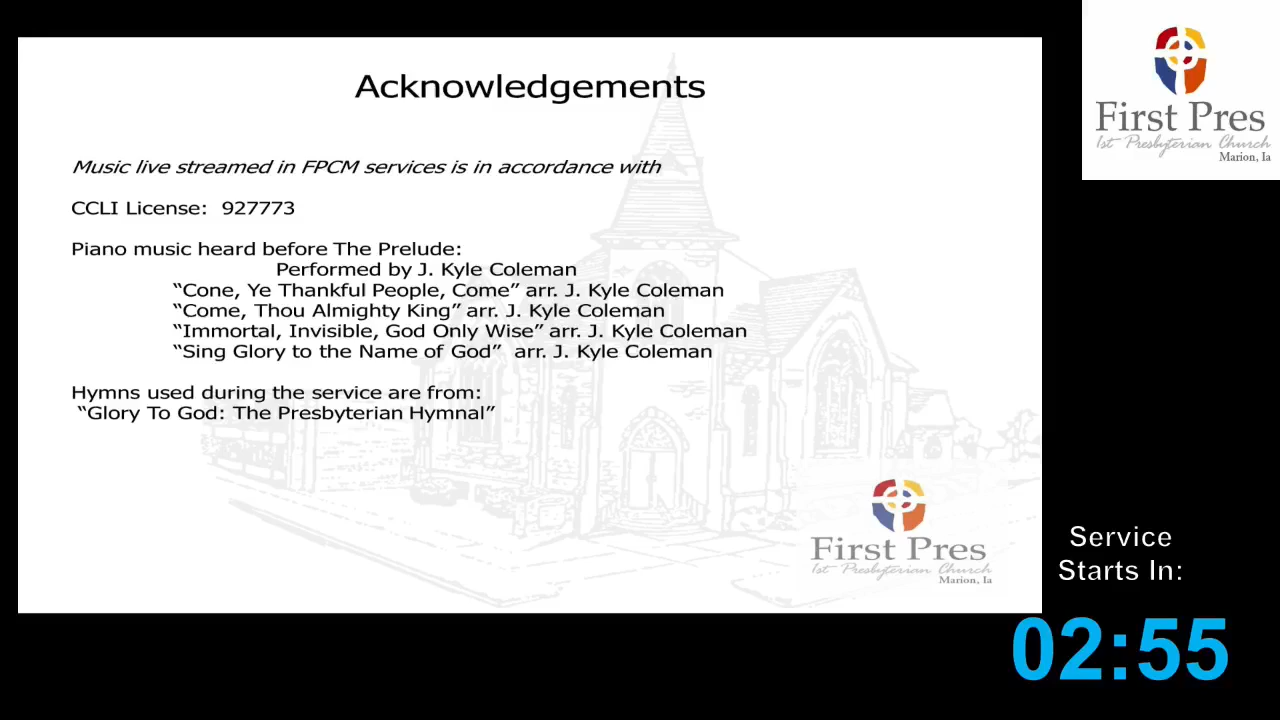 Acknowledgements
Music live streamed in FPCM services is in accordance with
CCLI License: 927773
Piano music heard before The Prelude:
Performed by J. Kyle Coleman
“Cone, Ye Thankful People, Come” arr. J. Kyle Coleman
“Come, Thou Almighty King” arr. J. Kyle Coleman
“Immortal, Invisible, God Only Wise” arr. J. Kyle Coleman
“Sing Glory to the Name of God” arr. J. Kyle Coleman
Hymns used during the service are from:
“Glory To God: The Presbyterian Hymnal”
First Pres
1st Presbyterian Church
Marion, Ia
First Pres
1st Presbyterian Church
Marion, Ia
Service
Starts In:
02:55